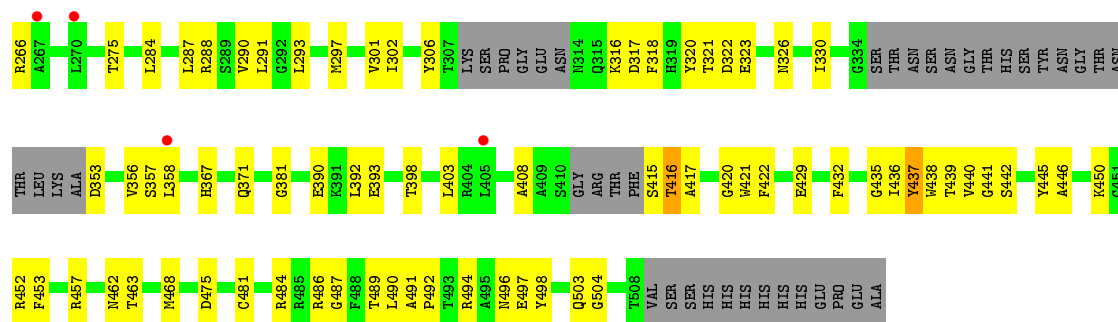 R266 A267 L270 T275 L284 L287 R288 S289 V290 L291 G292 L293 M297 V301 I302 Y306 T307 LYS SER PRO GLY GLU ASN N314 Q315 K316 D317 F318 H319 Y320 T321 D322 E323 N326 I330 G334 SER THR ASN SER ASN GLY THR HIS SER TYR ASN GLY THR ASN
THR LEU LYS ALA D353 V356 S357 L358 H367 Q371 G381 E390 K391 L392 E393 T398 L403 R404 L405 A408 A409 S410 GLY ARG THR PHE S415 T416 A417 G420 W421 F422 E429 F432 G435 I436 Y437 W438 T439 V440 G441 S442 Y445 A446 K450
R452 F453 R457 N462 T463 M468 D475 C481 R484 R485 R486 G487 F488 T489 L490 A491 P492 T493 R494 A495 N496 E497 Y498 Q503 G504 T508 VAL SER SER HIS HIS HIS HIS HIS HIS GLU PRO GLU ALA